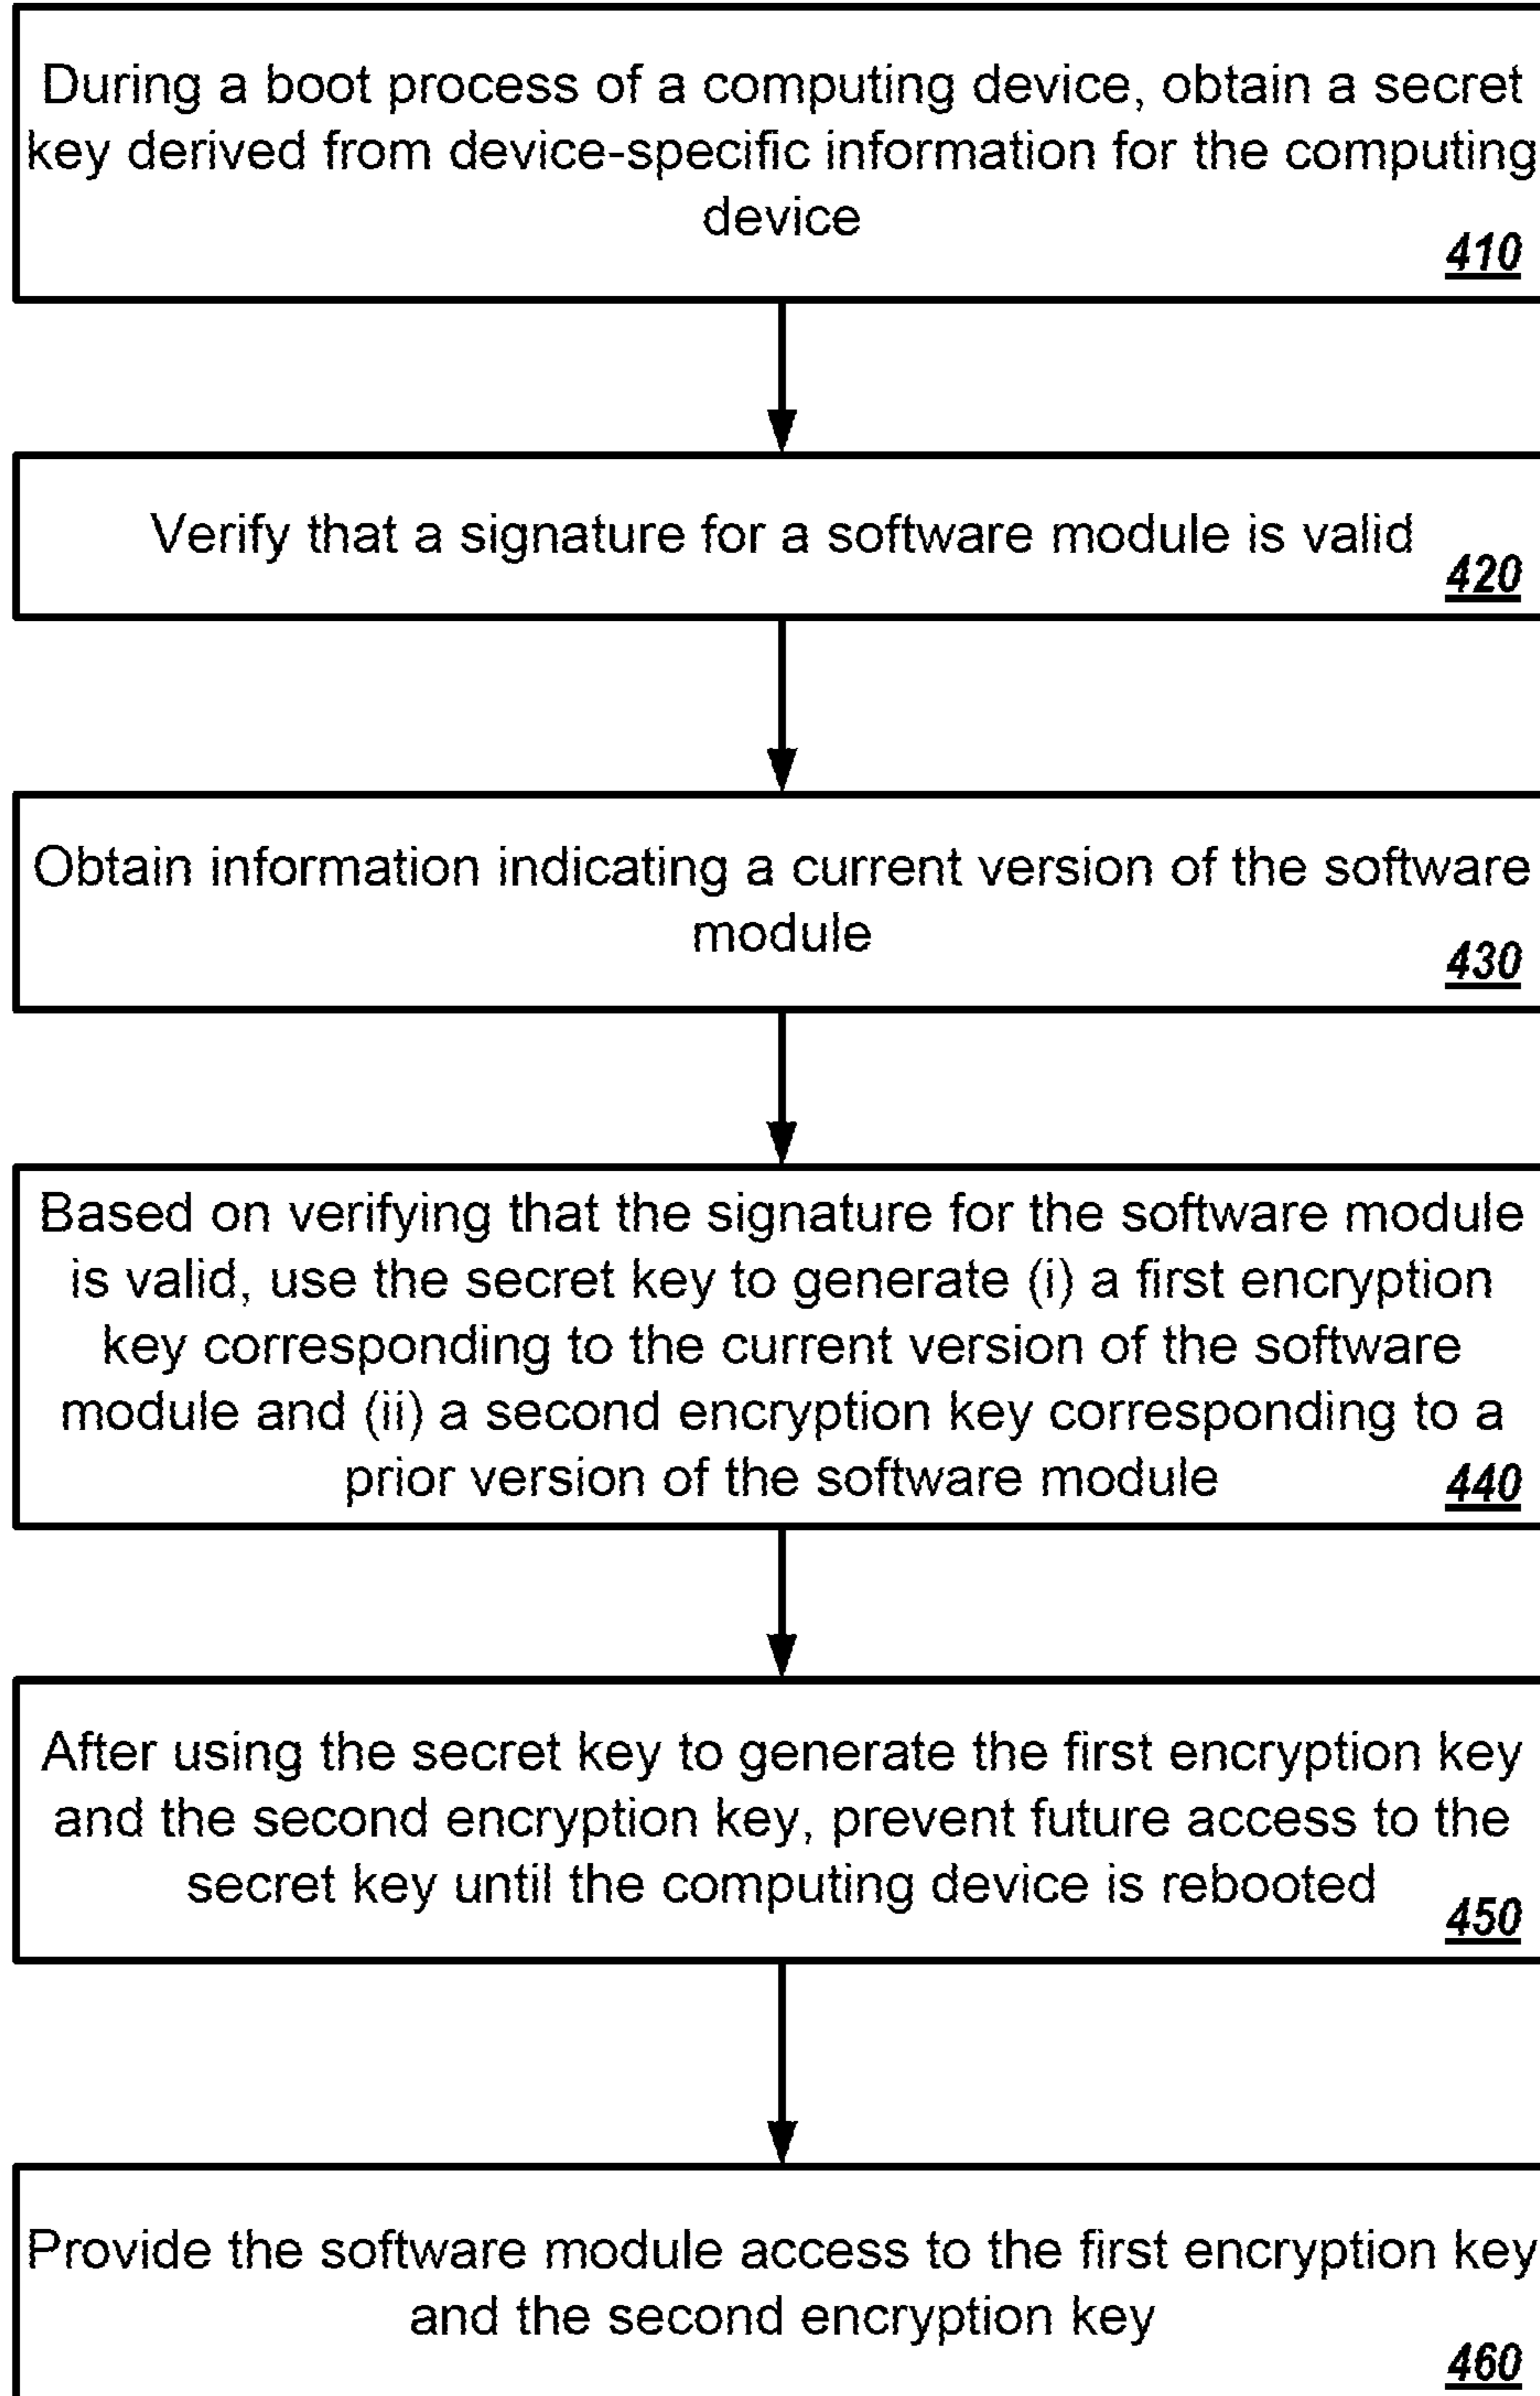 During a boot process of a computing device, obtain a secret
key derived from device-specific information for the computing
device
410
Verify that a signature for a software module is valid
420
Obtain information indicating a current version of the software
module
430
Based on verifying that the signature for the software module
is valid, use the secret key to generate (i) a first encryption
key corresponding to the current version of the software
module and (ii) a second encryption key corresponding to a
prior version of the software module
440
After using the secret key to generate the first encryption key
and the second encryption key, prevent future access to the
secret key until the computing device is rebooted
450
Provide the software module access to the first encryption key
and the second encryption key
460